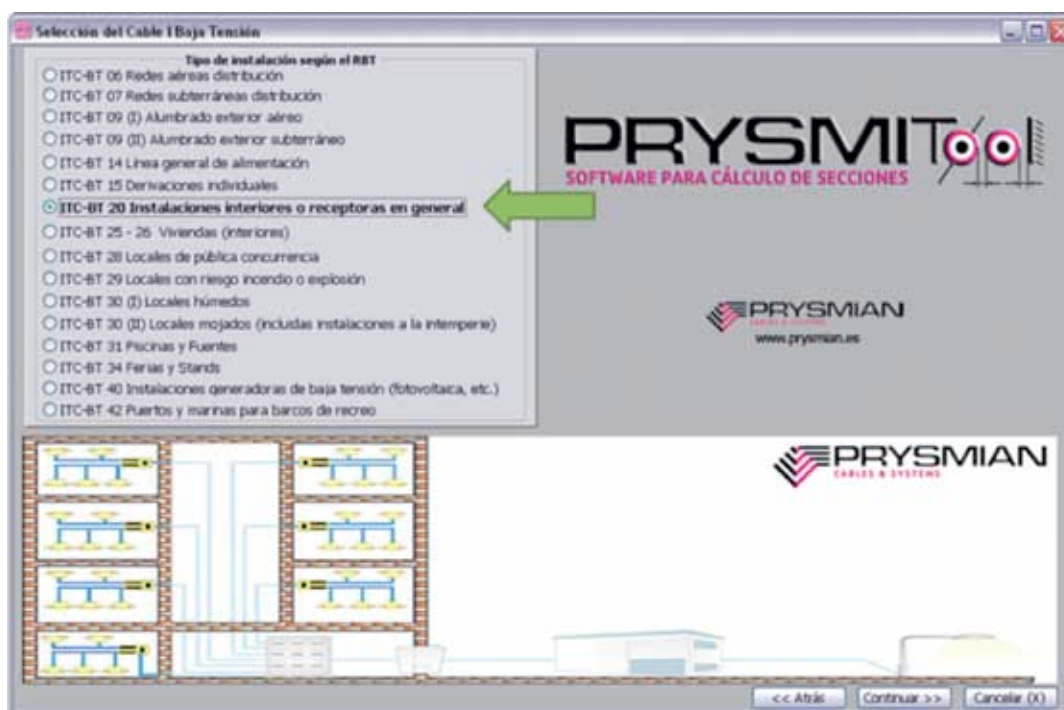 Selección del Cable I Baja Tensión
Tipo de instalación según el RBT
ITC-BT 06 Redes aéreas distribución
ITC-BT 07 Redes subterráneas distribución
ITC-BT 09 (I) Alumbrado exterior aéreo
ITC-BT 09 (II) Alumbrado exterior subterráneo
ITC-BT 14 Línea general de alimentación
ITC-BT 15 Derivaciones individuales
ITC-BT 20 Instalaciones interiores o receptoras en general
ITC-BT 25 - 26 Viviendas (interiores)
ITC-BT 28 Locales de pública concurrencia
ITC-BT 29 Locales con riesgo incendio o explosión
ITC-BT 30 (I) Locales húmedos
ITC-BT 30 (II) Locales mojados (incluidas instalaciones a la intemperie)
ITC-BT 31 Piscinas y Fuentes
ITC-BT 34 Ferias y Stands
ITC-BT 40 Instalaciones generadoras de baja tensión (fotovoltaica, etc.)
ITC-BT 42 Puertos y marinas para barcos de recreo
PRYSMITool
SOFTWARE PARA CÁLCULO DE SECCIONES
PRYSMIAN
CABLES & SYSTEMS
www.prysmian.es
PRYSMIAN
CABLES & SYSTEMS
<< Atrás
Continuar >>
Cancelar (X)